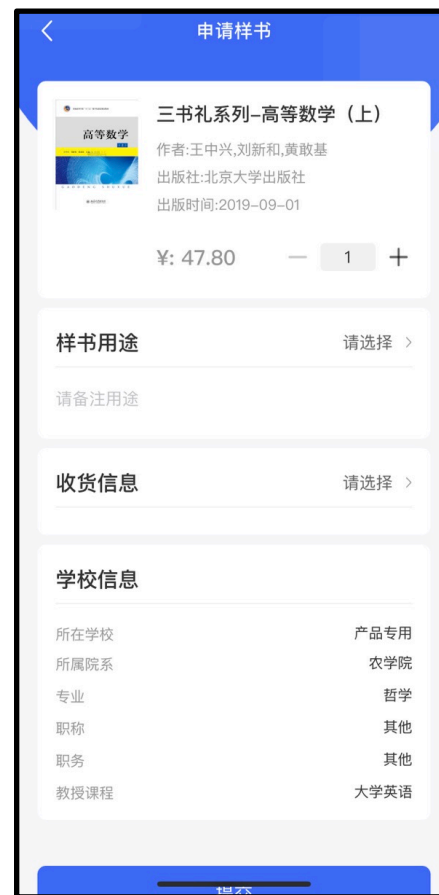 申请样书
高等数学
三书礼系列-高等数学（上）
作者:王中兴,刘新和,黄敢基
出版社:北京大学出版社
出版时间:2019-09-01
¥: 47.80 — 1 +
样书用途 请选择 >
请备注用途
收货信息 请选择 >
学校信息
所在学校 产品专用
所属院系 农学院
专业 哲学
职称 其他
职务 其他
教授课程 大学英语
提交